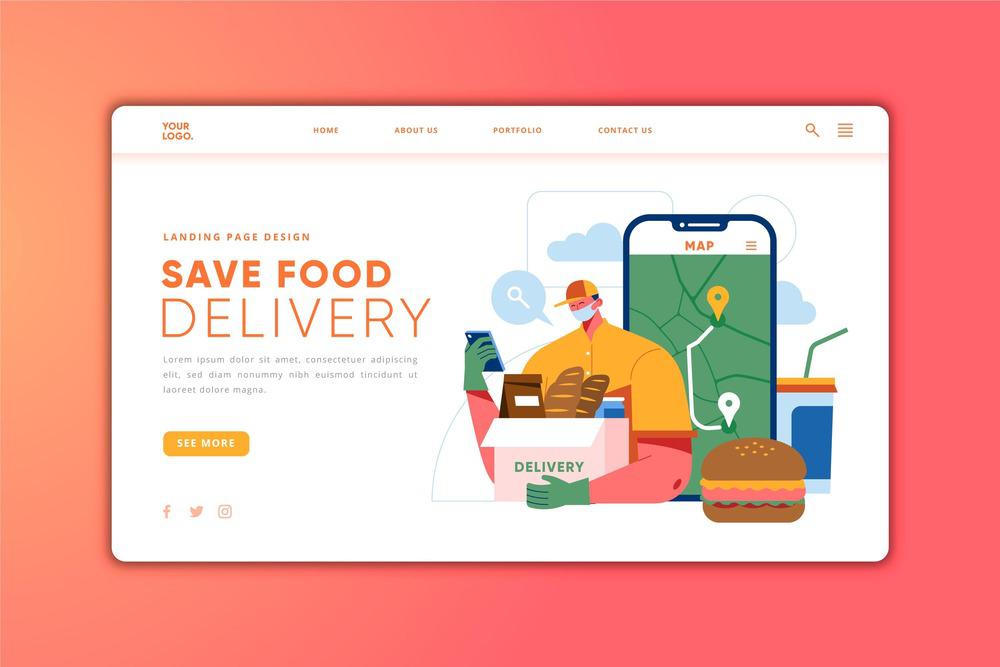 YOUR
LOGO.
HOME
ABOUT US
PORTFOLIO
CONTACT US
LANDING PAGE DESIGN
SAVE FOOD
DELIVERY
Lorem ipsum dolor sit amet, consectetuer adipiscing
elit, sed diam nonummy nibh euismod tincidunt ut
laoreet dolore magna.
SEE MORE
MAP
DELIVERY